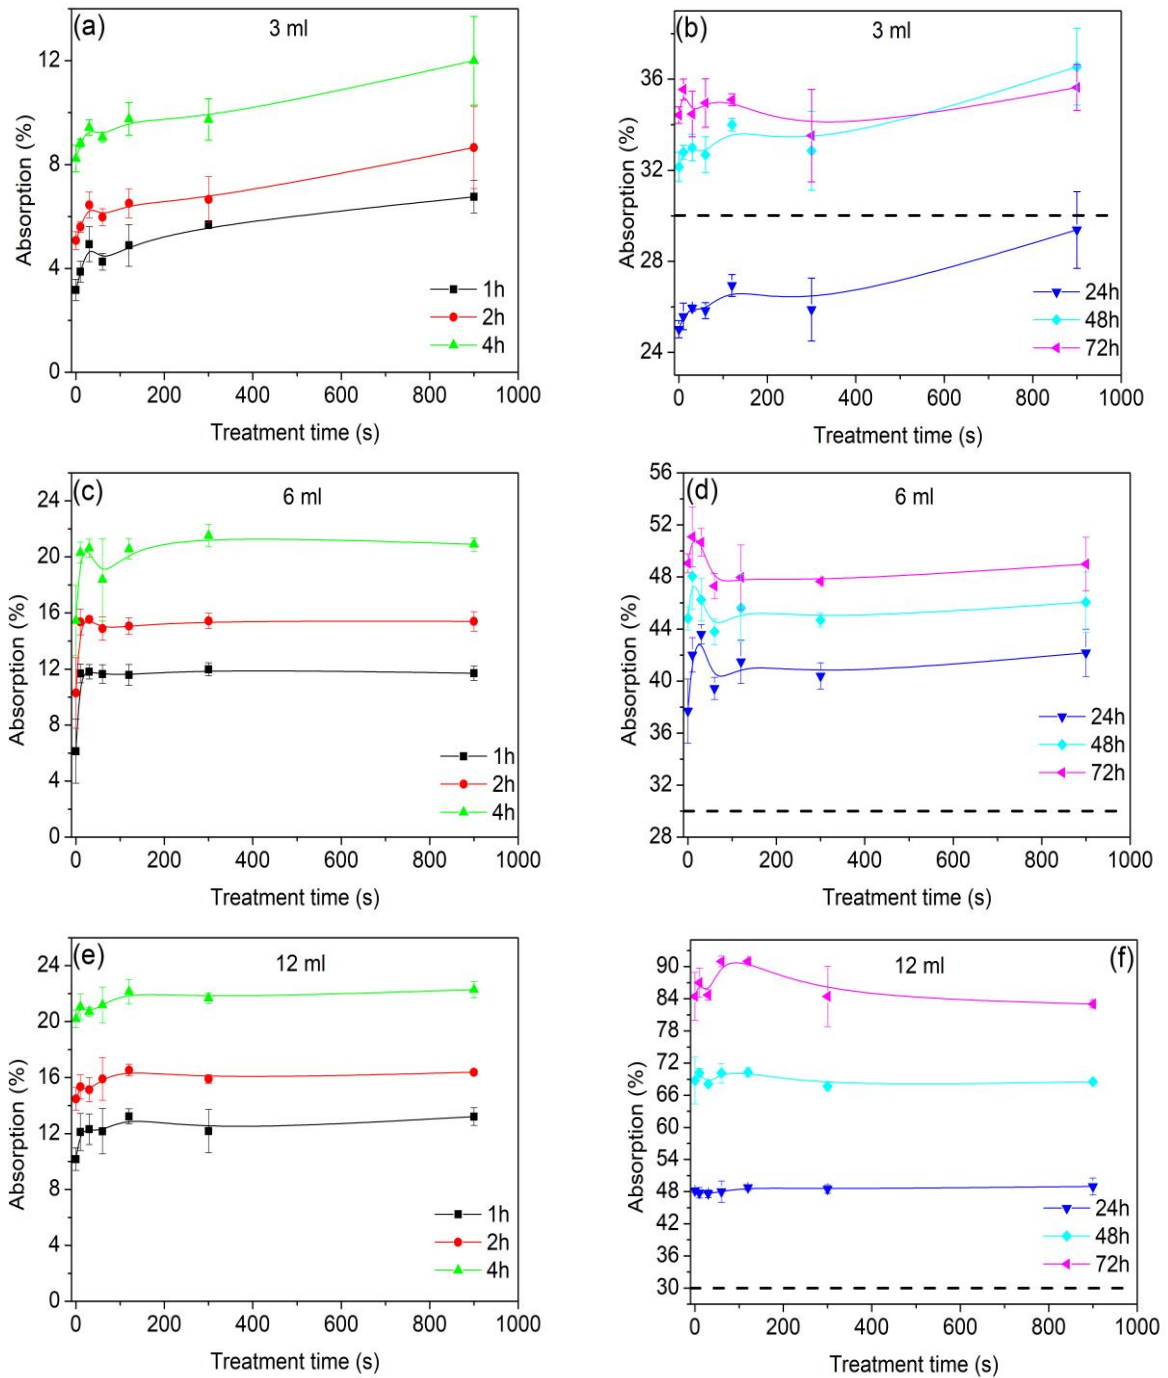 (a)
3 ml
12
8
4
0
Absorption (%)
1h
2h
4h
0 200 400 600 800 1000
Treatment time (s)
(b)
3 ml
36
32
28
24
Absorption (%)
24h
48h
72h
0 200 400 600 800 1000
Treatment time (s)
(c)
6 ml
24
20
16
12
8
4
0
Absorption (%)
1h
2h
4h
0 200 400 600 800 1000
Treatment time (s)
(d)
6 ml
56
52
48
44
40
36
32
30
28
Absorption (%)
24h
48h
72h
0 200 400 600 800 1000
Treatment time (s)
(e)
12 ml
24
20
16
12
8
4
0
Absorption (%)
1h
2h
4h
0 200 400 600 800 1000
Treatment time (s)
(f)
12 ml
90
84
78
72
66
60
54
48
42
36
30
Absorption (%)
24h
48h
72h
0 200 400 600 800 1000
Treatment time (s)